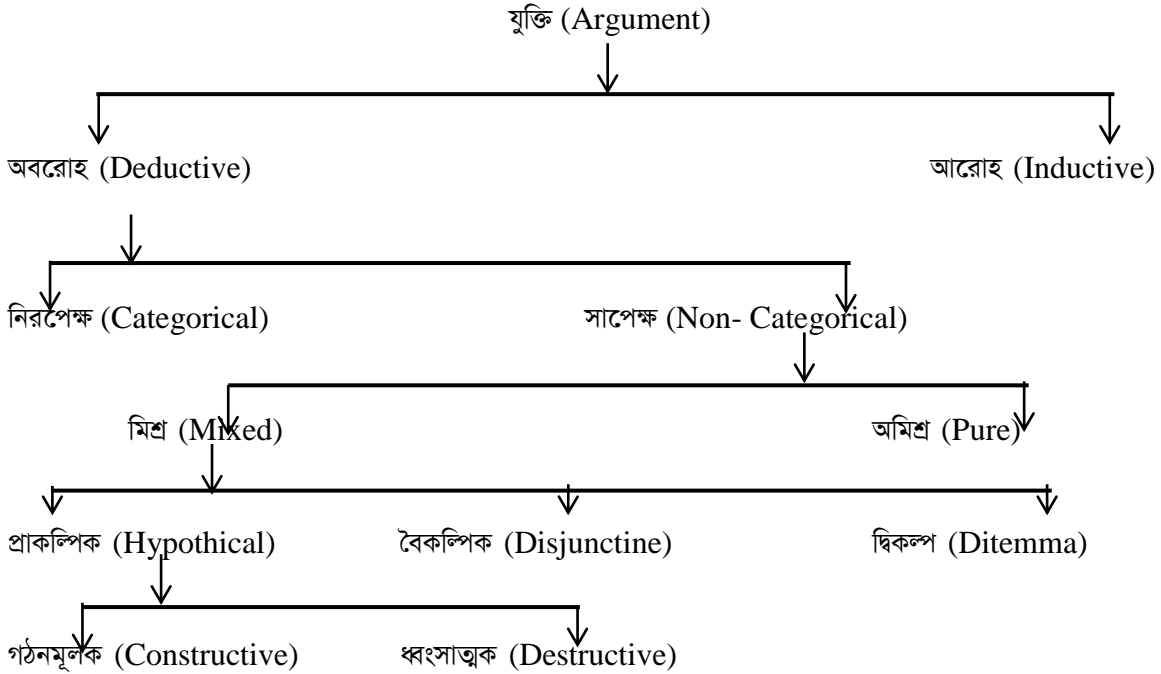 যুক্তি (Argument)
অবরোহ (Deductive) আরোহ (Inductive)
নিরপেক্ষ (Categorical) সাপেক্ষ (Non- Categorical)
মিশ্র (Mixed) অমিশ্র (Pure)
প্রাকল্পিক (Hypothical) বৈকল্পিক (Disjunctine) দ্বিকল্প (Ditemma)
গঠনমূলক (Constructive) ধ্বংসাত্মক (Destructive)